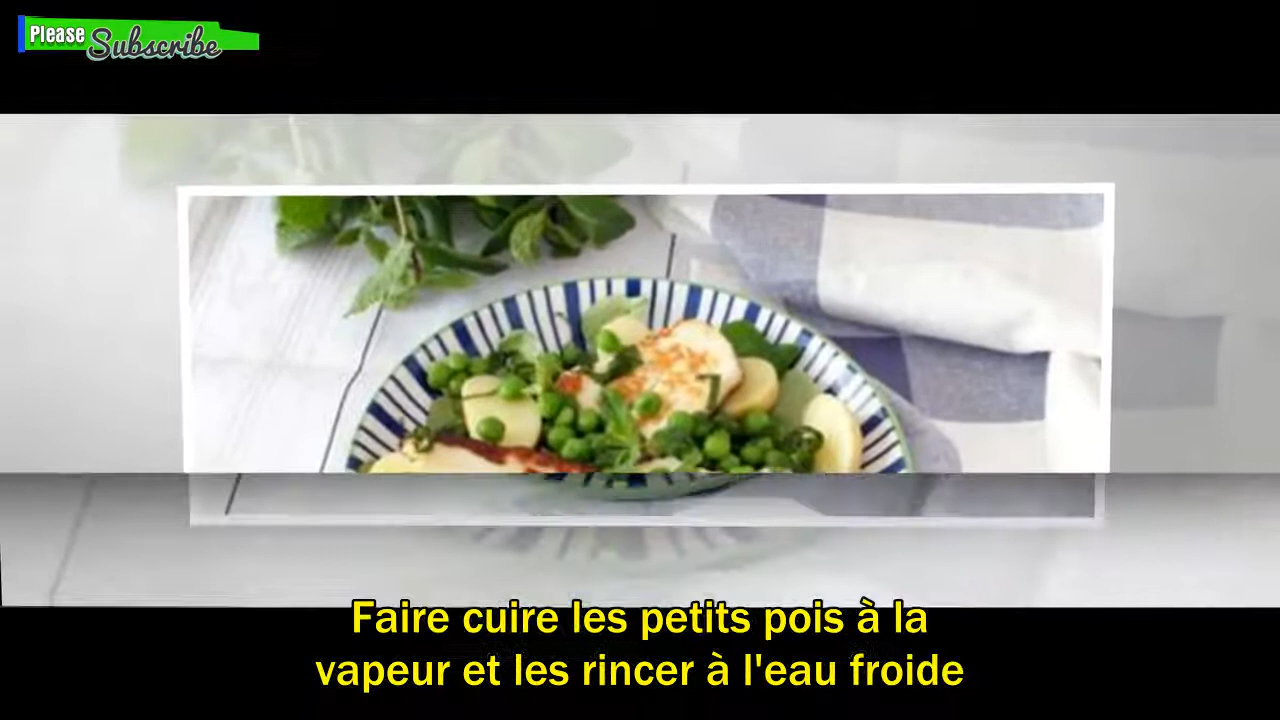 Please Subscribe
Faire cuire les petits pois à la
vapeur et les rincer à l'eau froide